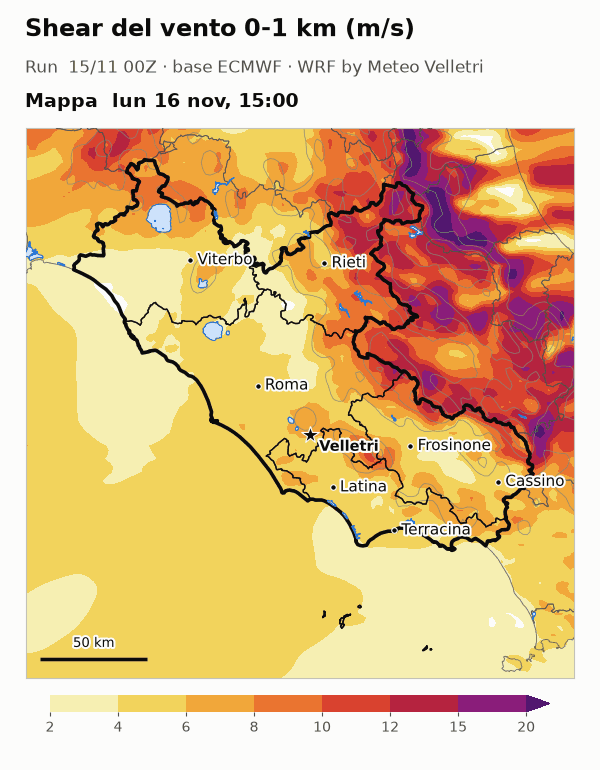 Shear del vento 0-1 km (m/s)
Run  15/11 00Z · base ECMWF · WRF by Meteo Velletri
Mappa  lun 16 nov, 15:00
Viterbo
Rieti
Roma
Velletri
Frosinone
Cassino
Latina
Terracina
50 km
2 4 6 8 10 12 15 20